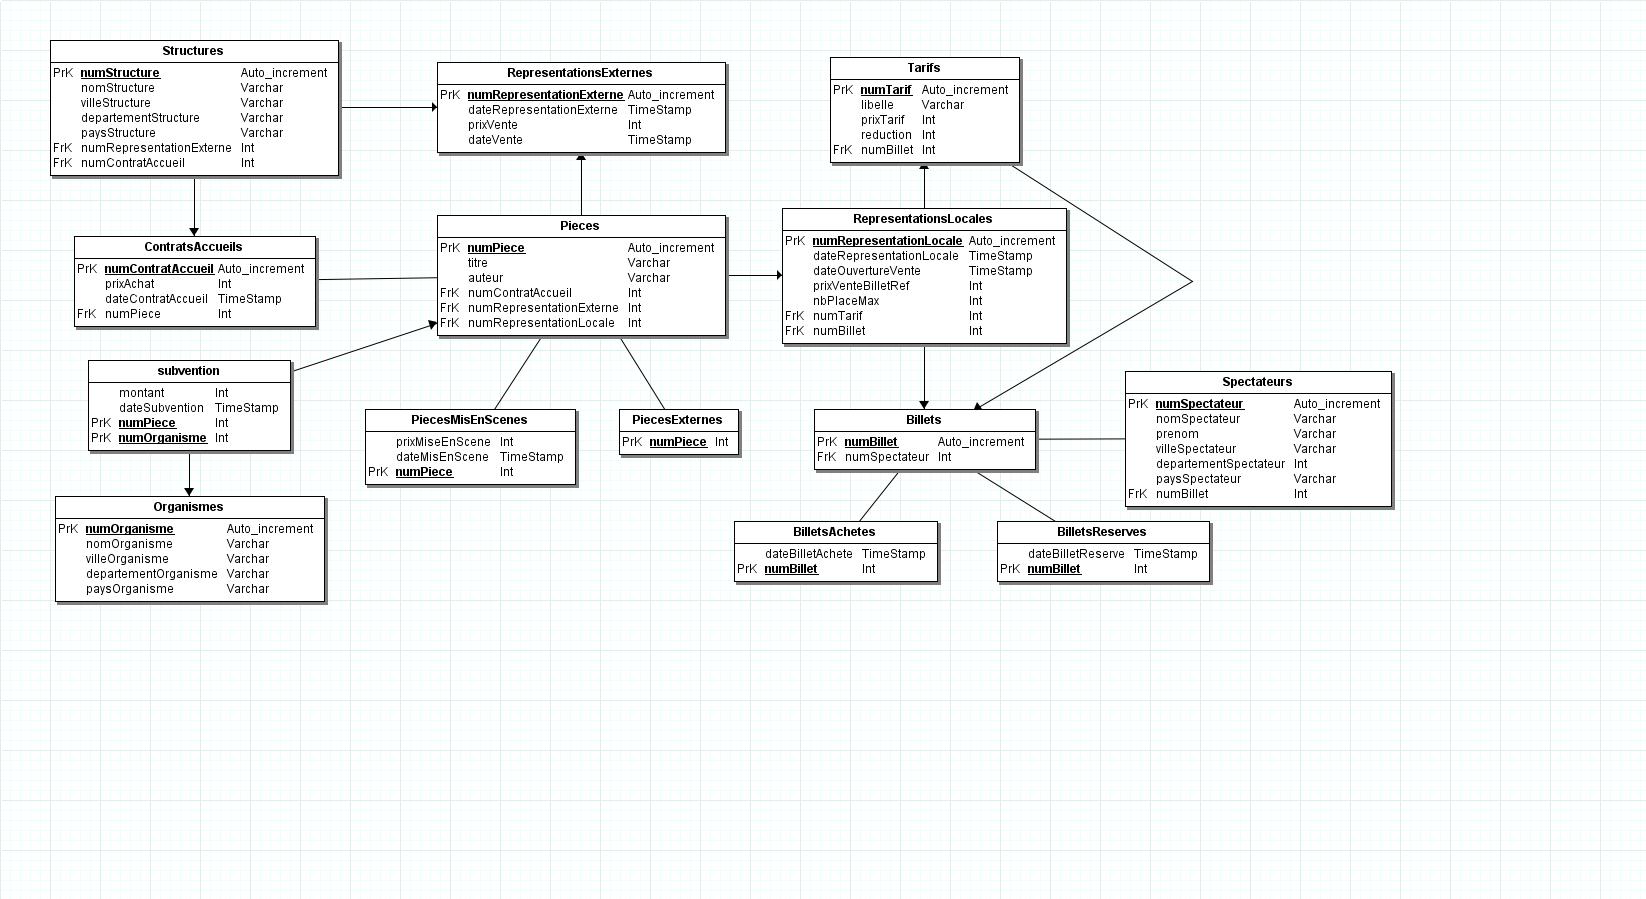 Structures
PrK numStructure Auto_increment
nomStructure Varchar
villeStructure Varchar
departementStructure Varchar
paysStructure Varchar
FrK numRepresentationExterne Int
FrK numContratAccueil Int
RepresentationsExternes
PrK numRepresentationExterne Auto_increment
dateRepresentationExterne TimeStamp
prixVente Int
dateVente TimeStamp
Tarifs
PrK numTarif Auto_increment
libelle Varchar
prixTarif Int
reduction Int
FrK numBillet Int
ContratsAccueils
PrK numContratAccueil Auto_increment
prixAchat Int
dateContratAccueil TimeStamp
FrK numPiece Int
Pieces
PrK numPiece Auto_increment
titre Varchar
auteur Varchar
FrK numContratAccueil Int
FrK numRepresentationExterne Int
FrK numRepresentationLocale Int
RepresentationsLocales
PrK numRepresentationLocale Auto_increment
dateRepresentationLocale TimeStamp
dateOuvertureVente TimeStamp
prixVenteBilletRef Int
nbPlaceMax Int
FrK numTarif Int
FrK numBillet Int
subvention
montant Int
dateSubvention TimeStamp
PrK numPiece Int
PrK numOrganisme Int
PiecesMisEnScenes
prixMiseEnScene Int
dateMisEnScene TimeStamp
PrK numPiece Int
PiecesExternes
PrK numPiece Int
Billets
PrK numBillet Auto_increment
FrK numSpectateur Int
Spectateurs
PrK numSpectateur Auto_increment
nomSpectateur Varchar
prenom Varchar
villeSpectateur Varchar
departementSpectateur Int
paysSpectateur Varchar
FrK numBillet Int
Organismes
PrK numOrganisme Auto_increment
nomOrganisme Varchar
villeOrganisme Varchar
departementOrganisme Varchar
paysOrganisme Varchar
BilletsAchetes
dateBilletAchete TimeStamp
PrK numBillet Int
BilletsReserves
dateBilletReserve TimeStamp
PrK numBillet Int